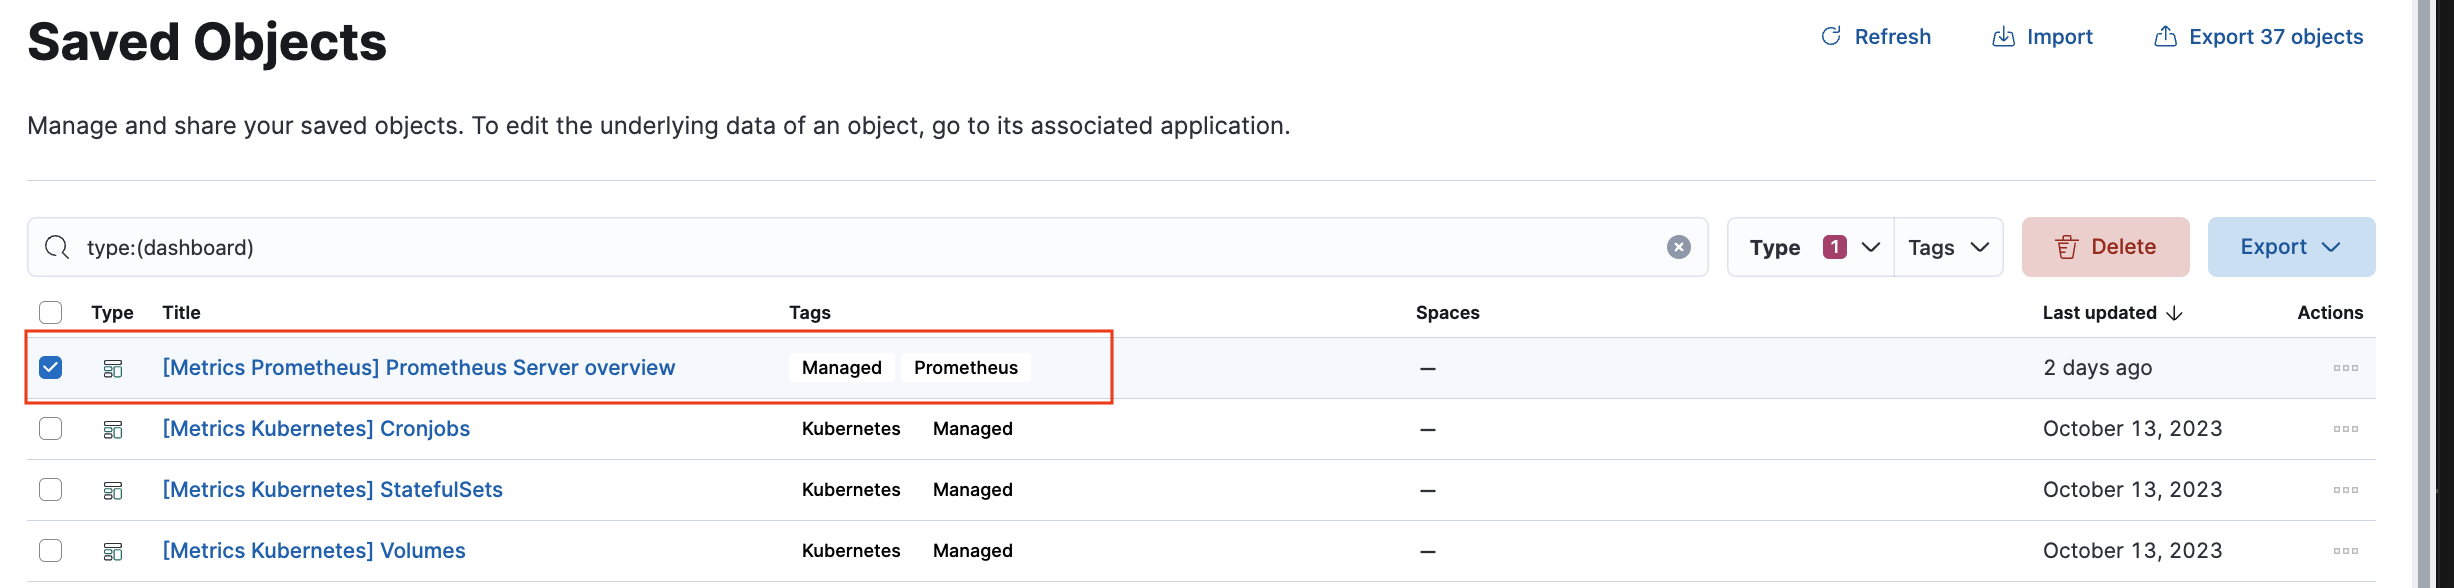 Saved Objects
Refresh Import Export 37 objects
Manage and share your saved objects. To edit the underlying data of an object, go to its associated application.
type:(dashboard) Type 1 Tags Delete Export
Type Title Tags Spaces Last updated Actions
[Metrics Prometheus] Prometheus Server overview Managed Prometheus — 2 days ago
[Metrics Kubernetes] Cronjobs Kubernetes Managed — October 13, 2023
[Metrics Kubernetes] StatefulSets Kubernetes Managed — October 13, 2023
[Metrics Kubernetes] Volumes Kubernetes Managed — October 13, 2023